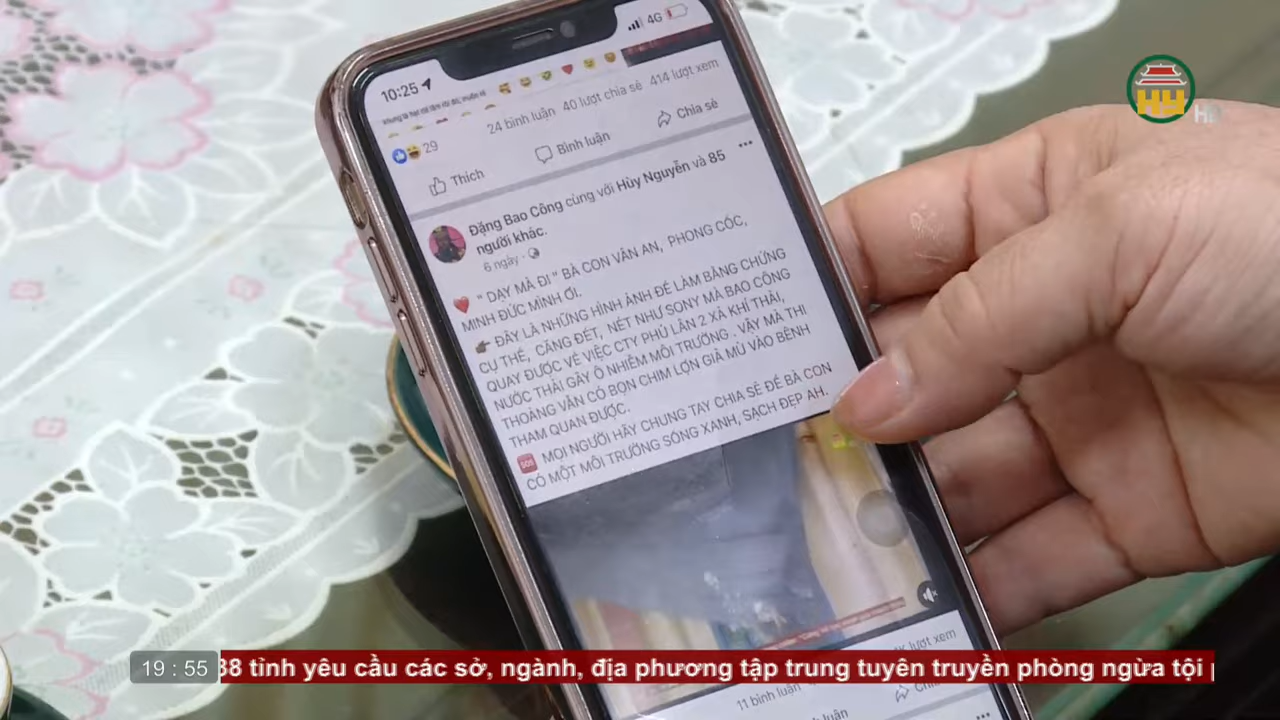 10:25
4G
HY
HD
29
24 bình luận 40 lượt chia sẻ 414 lượt xem
Thích
Bình luận
Chia sẻ
Đặng Bao Công cùng với Hùy Nguyễn và 85
người khác.
6 ngày
" DẠY MÀ ĐI " BÀ CON VÂN AN, PHONG CỐC,
MINH ĐỨC MÌNH ƠI.
ĐÂY LÀ NHỮNG HÌNH ẢNH ĐỂ LÀM BẰNG CHỨNG
CỤ THỂ, CĂNG ĐÉT, NÉT NHƯ SONY MÀ BAO CÔNG
QUAY ĐƯỢC VỀ VIỆC CTY PHÚ LÂN 2 XẢ KHÍ THẢI,
NƯỚC THẢI GÂY Ô NHIỄM MÔI TRƯỜNG . VẬY MÀ THI
THOẢNG VẪN CÓ BỌN CHIM LỢN GIẢ MÙ VÀO BÊNH
THAM QUAN ĐƯỢC.
SOS MỌI NGƯỜI HÃY CHUNG TAY CHIA SẺ ĐỂ BÀ CON
CÓ MỘT MÔI TRƯỜNG SỐNG XANH, SẠCH ĐẸP AH.
lượt xem
11 bình luận
19 : 55
38 tỉnh yêu cầu các sở, ngành, địa phương tập trung tuyên truyền phòng ngừa tội